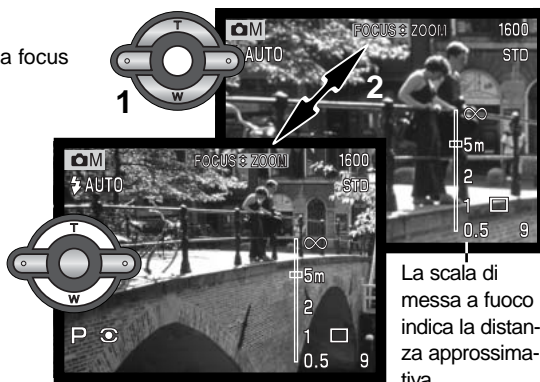 a focus
T
W
1
M
FOCUS ZOOM
1600
AUTO
STD
2
∞
5m
2
1
0.5
9
M
FOCUS ZOOM
1600
AUTO
STD
T
W
∞
5m
2
1
0.5
9
P
La scala di
messa a fuoco
indica la distan-
za approssima-
tiva